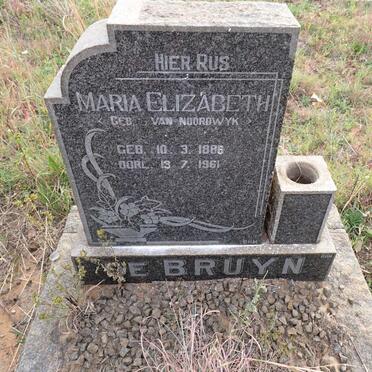 HIER RUS
MARIA ELIZABETH
< GEB VAN NOORDWYK >
GEB. 10. 3. 1886
OORL. 13. 7. 1961
DE BRUYN